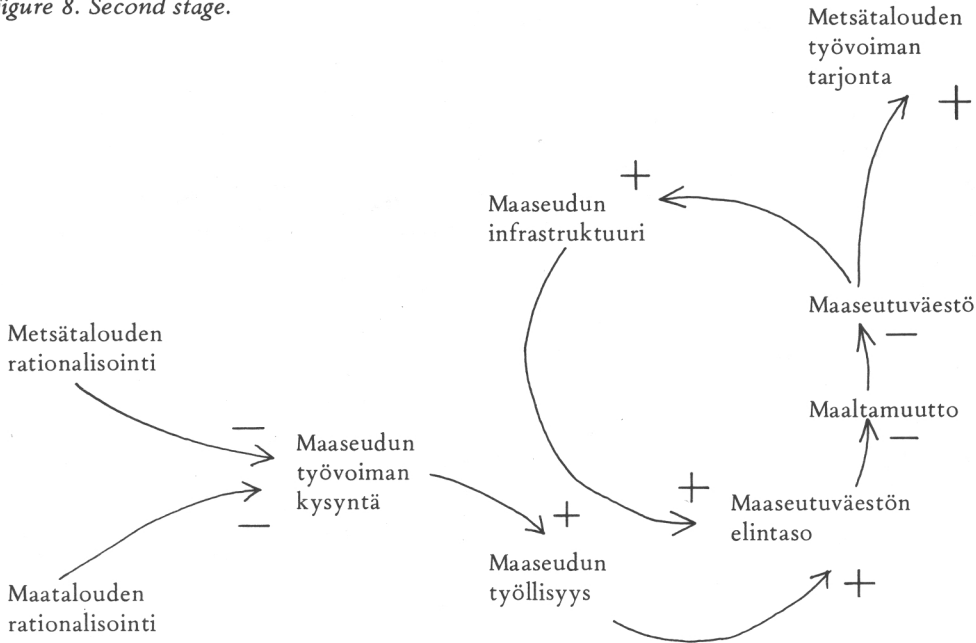 igure 8. Second stage.
Metsätalouden
työvoiman
tarjonta
+
+
Maaseudun
infrastruktuuri
Maaseutuväestö
—
Metsätalouden
rationalisointi
Maaltamuutto
—
—
Maaseudun
työvoiman
kysyntä
+
Maaseutuväestön
elintaso
+
—
Maaseudun
työllisyys
+
Maatalouden
rationalisointi